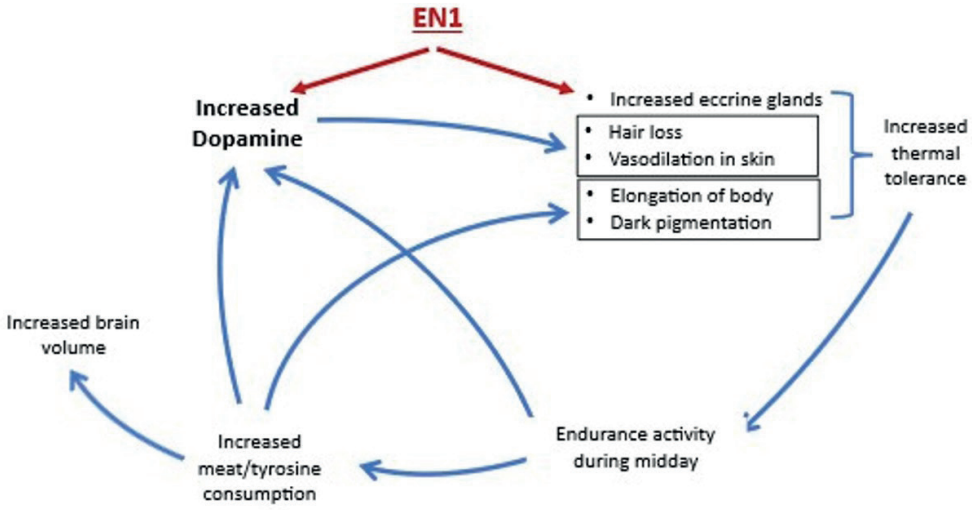 EN1
Increased
Dopamine
• Increased eccrine glands
• Hair loss
• Vasodilation in skin
• Elongation of body
• Dark pigmentation
Increased
thermal
tolerance
Increased brain
volume
Increased
meat/tyrosine
consumption
Endurance activity
during midday